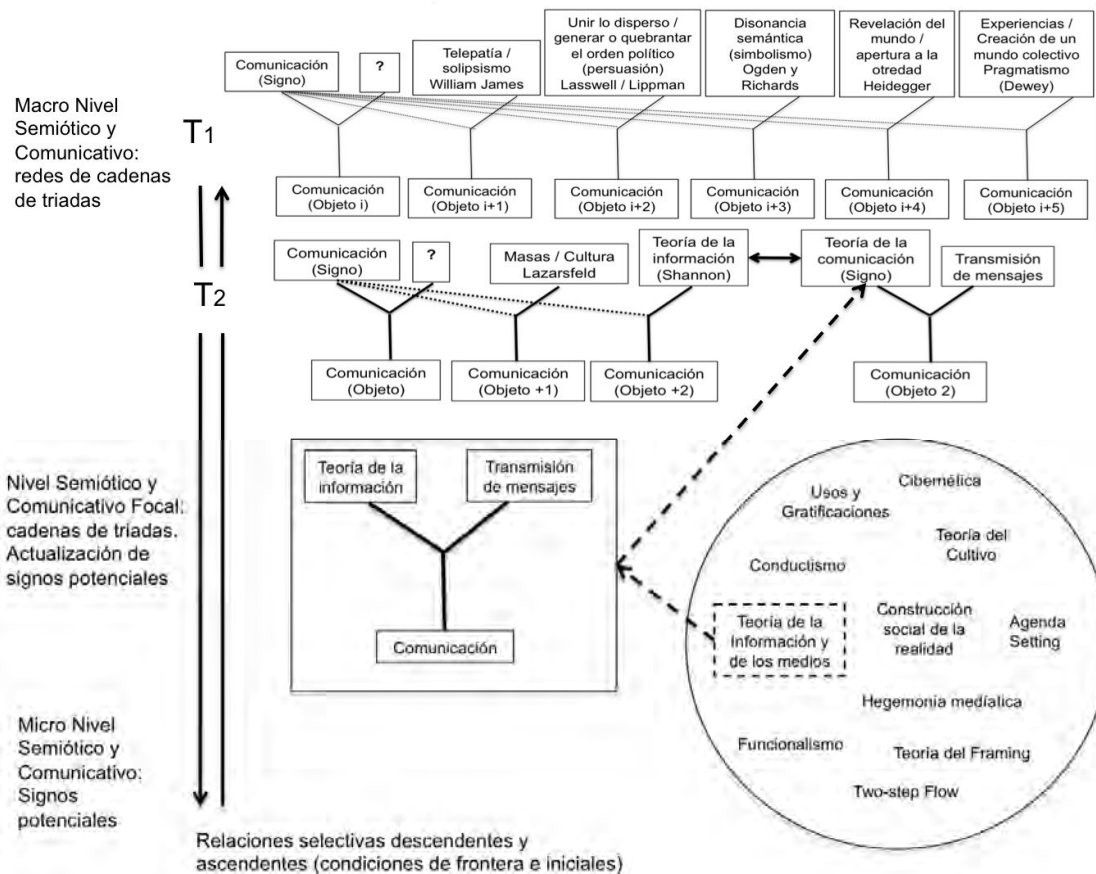 Macro Nivel
Semiótico y
Comunicativo:
redes de cadenas
de triadas
T1
Comunicación
(Signo)
?
Telepatía /
solipsismo
William James
Unir lo disperso /
generar o quebrantar
el orden político
(persuasión)
Lasswell / Lippman
Disonancia
semántica
(simbolismo)
Ogden y
Richards
Revelación del
mundo /
apertura a la
otredad
Heidegger
Experiencias /
Creación de un
mundo colectivo
Pragmatismo
(Dewey)
Comunicación
(Objeto i)
Comunicación
(Objeto i+1)
Comunicación
(Objeto i+2)
Comunicación
(Objeto i+3)
Comunicación
(Objeto i+4)
Comunicación
(Objeto i+5)
T2
Comunicación
(Signo)
?
Masas / Cultura
Lazarsfeld
Teoría de la
información
(Shannon)
Teoría de la
comunicación
(Signo)
Transmisión
de mensajes
Comunicación
(Objeto)
Comunicación
(Objeto +1)
Comunicación
(Objeto +2)
Comunicación
(Objeto 2)
Nivel Semiótico y
Comunicativo Focal:
cadenas de tríadas.
Actualización de
signos potenciales
Teoría de la
información
Transmisión
de mensajes
Comunicación
Cibernélica
Usos y
Gratificaciones
Teoría del
Cultivo
Conductismo
Teoría de la
Información y
de los medios
Construcción
social de la
realidad
Agenda
Setting
Hegemonía medíalica
Funcionalismo
Teoria del Framing
Two-step Flow
Micro Nivel
Semiótico y
Comunicativo:
Signos
potenciales
Relaciones selectivas descendentes y
ascendentes (condiciones de frontera e iniciales)